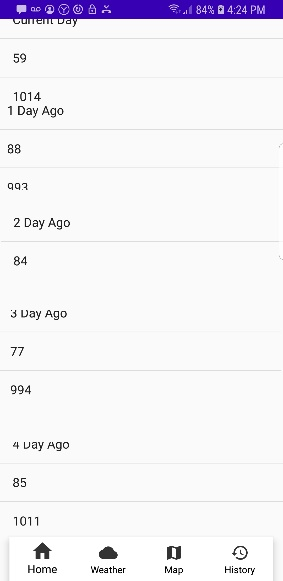 84% 4:24 PM
Current Day
59
1014
1 Day Ago
88
993
2 Day Ago
84
3 Day Ago
77
994
4 Day Ago
85
1011
Home Weather Map History